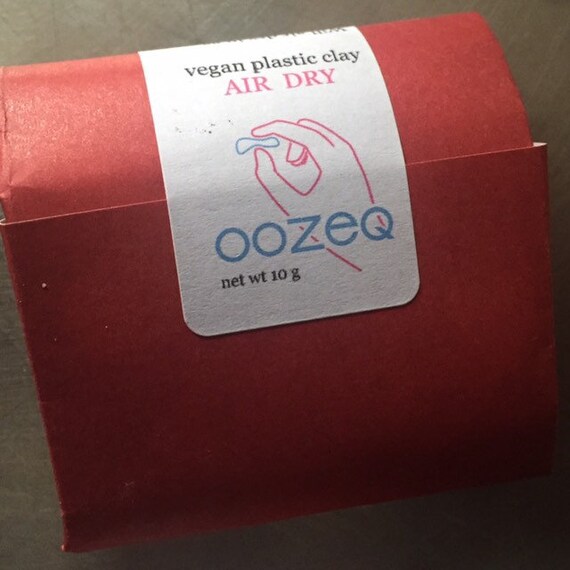 vegan plastic clay
AIR DRY
oozeq
net wt 10 g